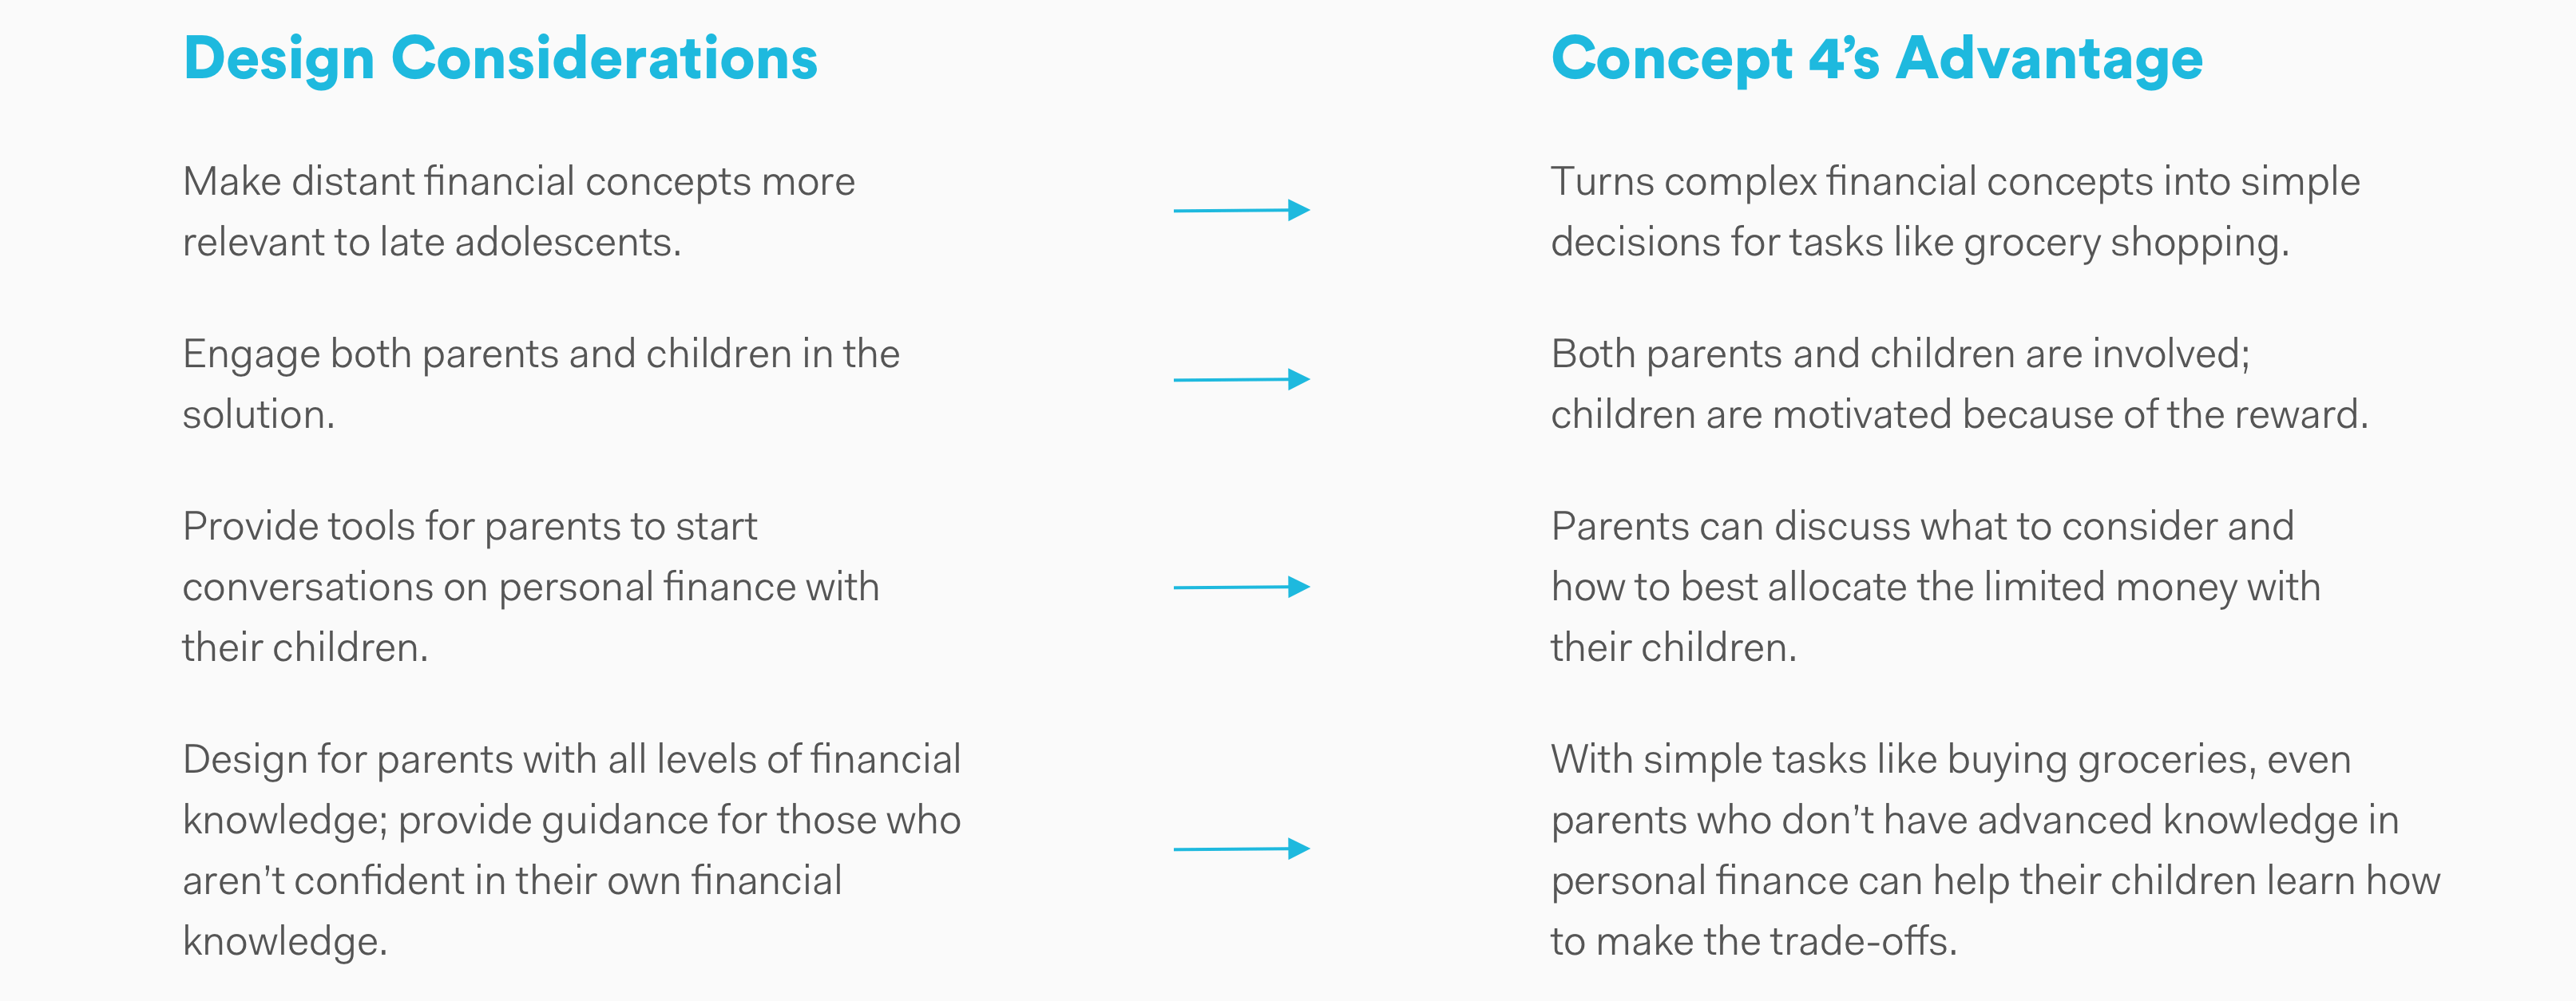 Design Considerations
Concept 4’s Advantage
Make distant financial concepts more
relevant to late adolescents.
Turns complex financial concepts into simple
decisions for tasks like grocery shopping.
Engage both parents and children in the
solution.
Both parents and children are involved;
children are motivated because of the reward.
Provide tools for parents to start
conversations on personal finance with
their children.
Parents can discuss what to consider and
how to best allocate the limited money with
their children.
Design for parents with all levels of financial
knowledge; provide guidance for those who
aren’t confident in their own financial
knowledge.
With simple tasks like buying groceries, even
parents who don’t have advanced knowledge in
personal finance can help their children learn how
to make the trade-offs.